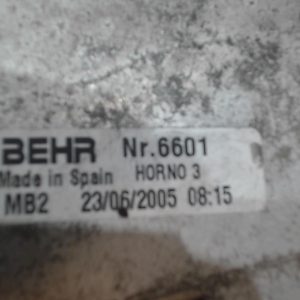 BEHR Nr.6601
Made in Spain HORNO 3
MB2 23/06/2005 08:15